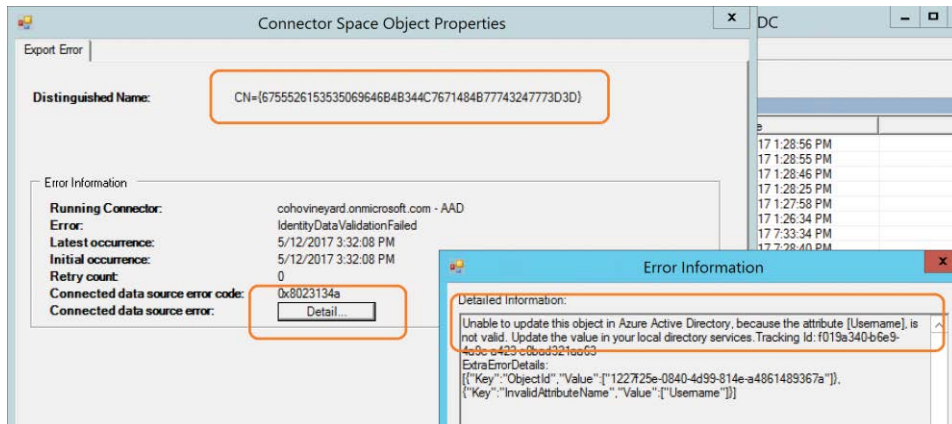 Connector Space Object Properties
x
DC
Export Error
Distinguished Name:
CN={6755526153535069646B4B344C7671484B77743247773D3D}
Error Information
Running Connector: cohovineyard.onmicrosoft.com - AAD
Error: IdentityDataValidationFailed
Latest occurrence: 5/12/2017 3:32:08 PM
Initial occurrence: 5/12/2017 3:32:08 PM
Retry count: 0
Connected data source error code: 0x8023134a
Connected data source error: Detail...
17 1:28:56 PM
17 1:28:55 PM
17 1:28:46 PM
17 1:28:25 PM
17 1:27:58 PM
17 1:26:34 PM
17 7:33:34 PM
17 7:28:40 PM
Error Information
x
Detailed Information:
Unable to update this object in Azure Active Directory, because the attribute [Username], is
not valid. Update the value in your local directory services.Tracking Id: f019a340-b6e9-
ExtraErrorDetails:
[{"Key":"ObjectId","Value":["1227f25e-0840-4d99-814e-a4861489367a"]},
{"Key":"InvalidAttributeName","Value":["Username"]}]